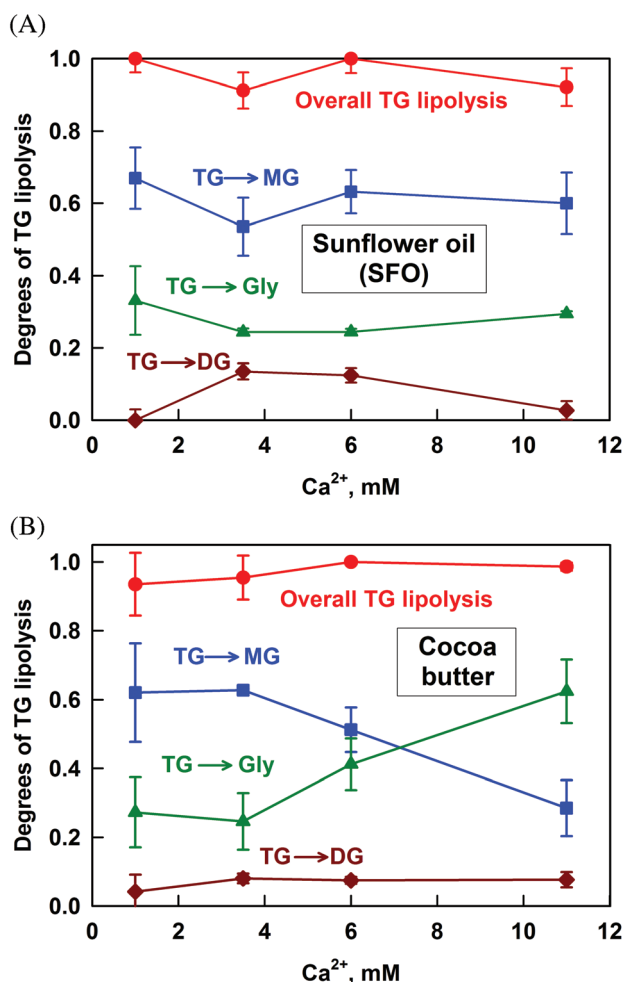 (A)
1.0
0.8
0.6
0.4
0.2
0.0
Degrees of TG lipolysis
Overall TG lipolysis
TG→MG
Sunflower oil
(SFO)
TG→Gly
TG→DG
0 2 4 6 8 10 12
Ca²⁺, mM
(B)
1.0
0.8
0.6
0.4
0.2
0.0
Degrees of TG lipolysis
Overall TG lipolysis
TG→MG
Cocoa
butter
TG→Gly
TG→DG
0 2 4 6 8 10 12
Ca²⁺, mM